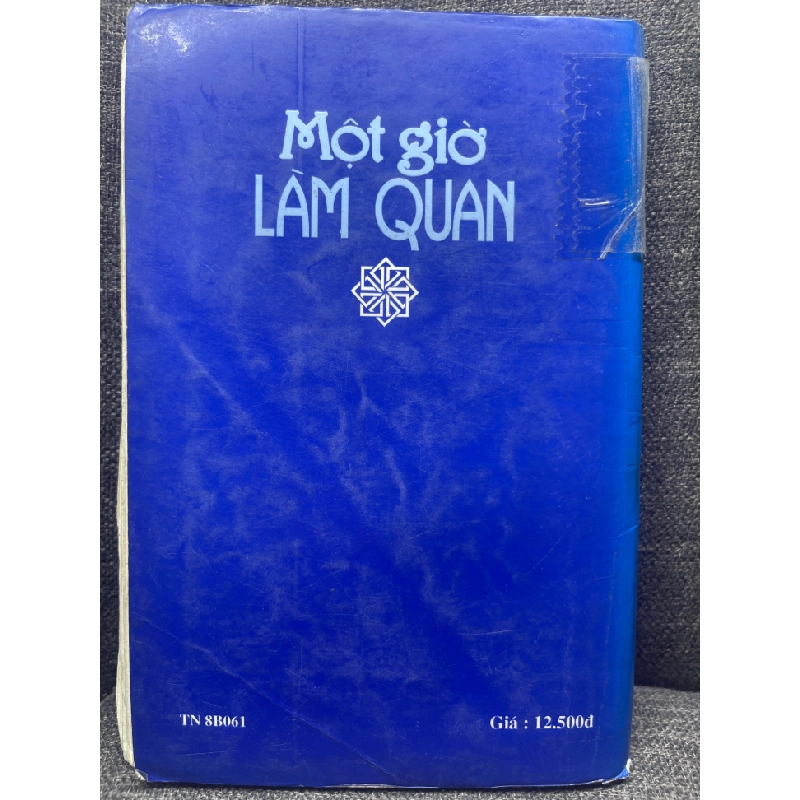 Một giờ
LÀM QUAN
TN 8B061
Giá : 12.500đ